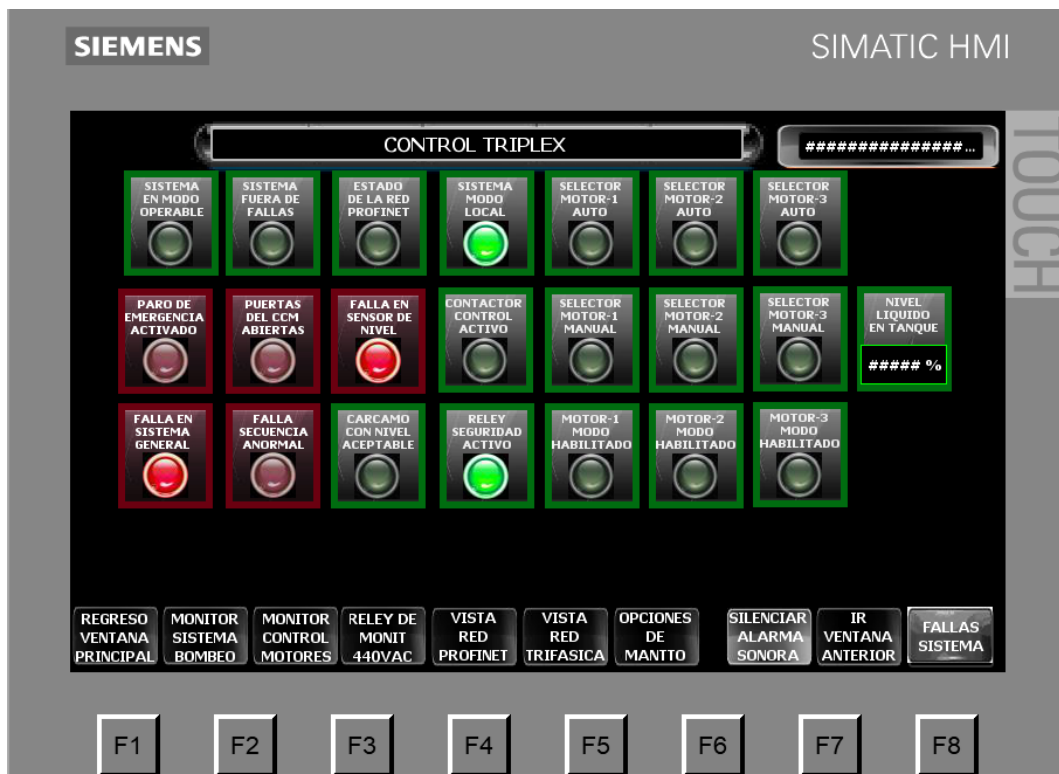 SIEMENS
SIMATIC HMI
TOUCH
CONTROL TRIPLEX
###############...
SISTEMA
EN MODO
OPERABLE
SISTEMA
FUERA DE
FALLAS
ESTADO
DE LA RED
PROFINET
SISTEMA
MODO
LOCAL
SELECTOR
MOTOR-1
AUTO
SELECTOR
MOTOR-2
AUTO
SELECTOR
MOTOR-3
AUTO
PARO DE
EMERGENCIA
ACTIVADO
PUERTAS
DEL CCM
ABIERTAS
FALLA EN
SENSOR DE
NIVEL
CONTACTOR
CONTROL
ACTIVO
SELECTOR
MOTOR-1
MANUAL
SELECTOR
MOTOR-2
MANUAL
SELECTOR
MOTOR-3
MANUAL
NIVEL
LIQUIDO
EN TANQUE
##### %
FALLA EN
SISTEMA
GENERAL
FALLA
SECUENCIA
ANORMAL
CARCAMO
CON NIVEL
ACEPTABLE
RELEY
SEGURIDAD
ACTIVO
MOTOR-1
MODO
HABILITADO
MOTOR-2
MODO
HABILITADO
MOTOR-3
MODO
HABILITADO
REGRESO
VENTANA
PRINCIPAL
MONITOR
SISTEMA
BOMBEO
MONITOR
CONTROL
MOTORES
RELEY DE
MONIT
440VAC
VISTA
RED
PROFINET
VISTA
RED
TRIFASICA
OPCIONES
DE
MANTTO
SILENCIAR
ALARMA
SONORA
IR
VENTANA
ANTERIOR
FALLAS
SISTEMA
F1
F2
F3
F4
F5
F6
F7
F8